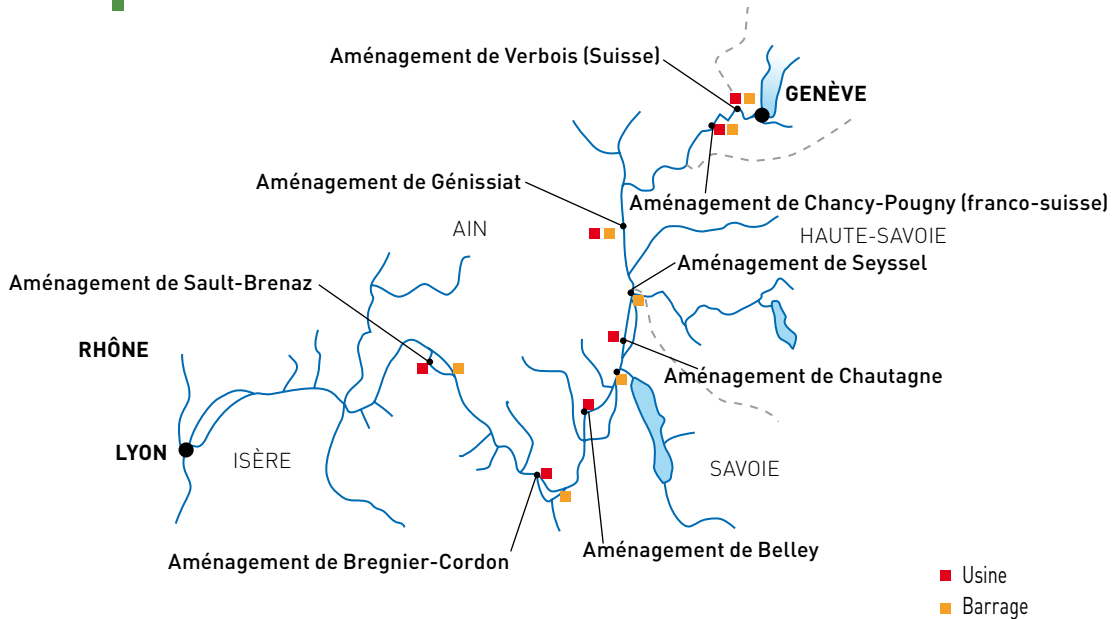 Aménagement de Verbois (Suisse)
GENÈVE
Aménagement de Génissiat
Aménagement de Chancy-Pougny (franco-suisse)
AIN
HAUTE-SAVOIE
Aménagement de Seyssel
Aménagement de Sault-Brenaz
RHÔNE
Aménagement de Chautagne
LYON
ISÈRE
SAVOIE
Aménagement de Belley
Aménagement de Bregnier-Cordon
Usine
Barrage